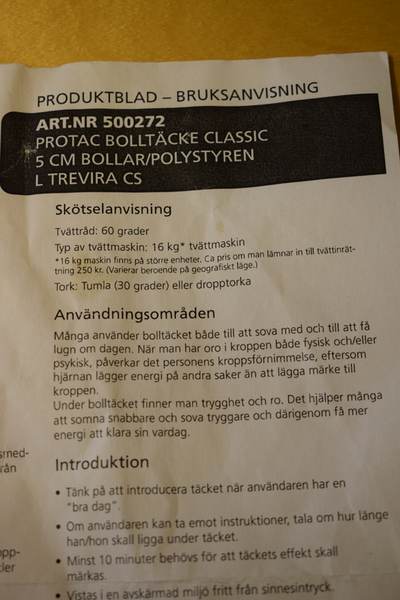 PRODUKTBLAD – BRUKSANVISNING
ART.NR 500272
PROTAC BOLLTÄCKE CLASSIC
5 CM BOLLAR/POLYSTYREN
L TREVIRA CS
Skötselanvisning
Tvättråd: 60 grader
Typ av tvättmaskin: 16 kg* tvättmaskin
*16 kg maskin finns på större enheter. Ca pris om man lämnar in till tvättinrät-
tning 250 kr. (Varierar beroende på geografiskt läge.)
Tork: Tumla (30 grader) eller dropptorka
Användningsområden
Många använder bolltäcket både till att sova med och till att få
lugn om dagen. När man har oro i kroppen både fysisk och/eller
psykisk, påverkar det personens kroppsförnimmelse, eftersom
hjärnan lägger energi på andra saker än att lägga märke till
kroppen.
Under bolltäcket finner man trygghet och ro. Det hjälper många
att somna snabbare och sova tryggare och därigenom få mer
energi att klara sin vardag.
Introduktion
• Tänk på att introducera täcket när användaren har en
"bra dag".
• Om användaren kan ta emot instruktioner, tala om hur länge
han/hon skall ligga under täcket.
• Minst 10 minuter behövs för att täckets effekt skall
märkas.
• Vistas i en avskärmad miljö fritt från sinnesintryck.